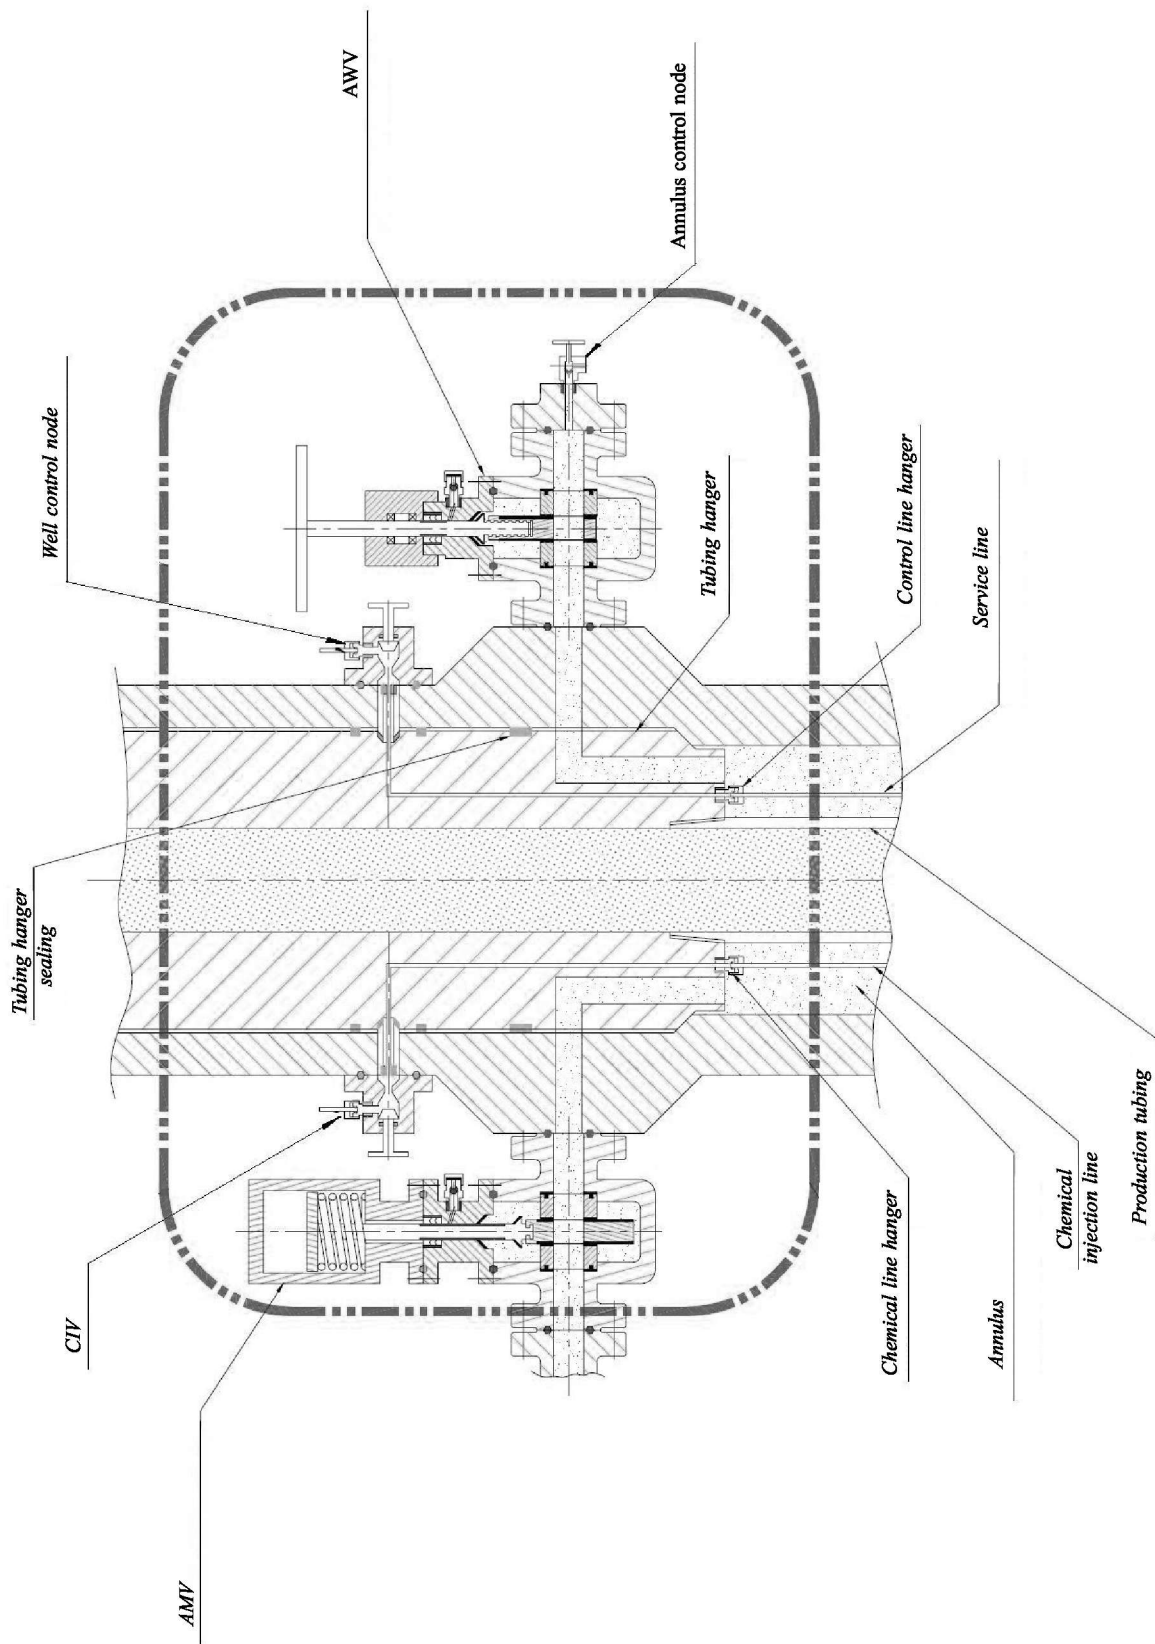 AWV
Annulus control node
Well control node
Tubing hanger
Control line hanger
Service line
Tubing hanger
sealing
CIV
AMV
Chemical line hanger
Annulus
Chemical
injection line
Production tubing